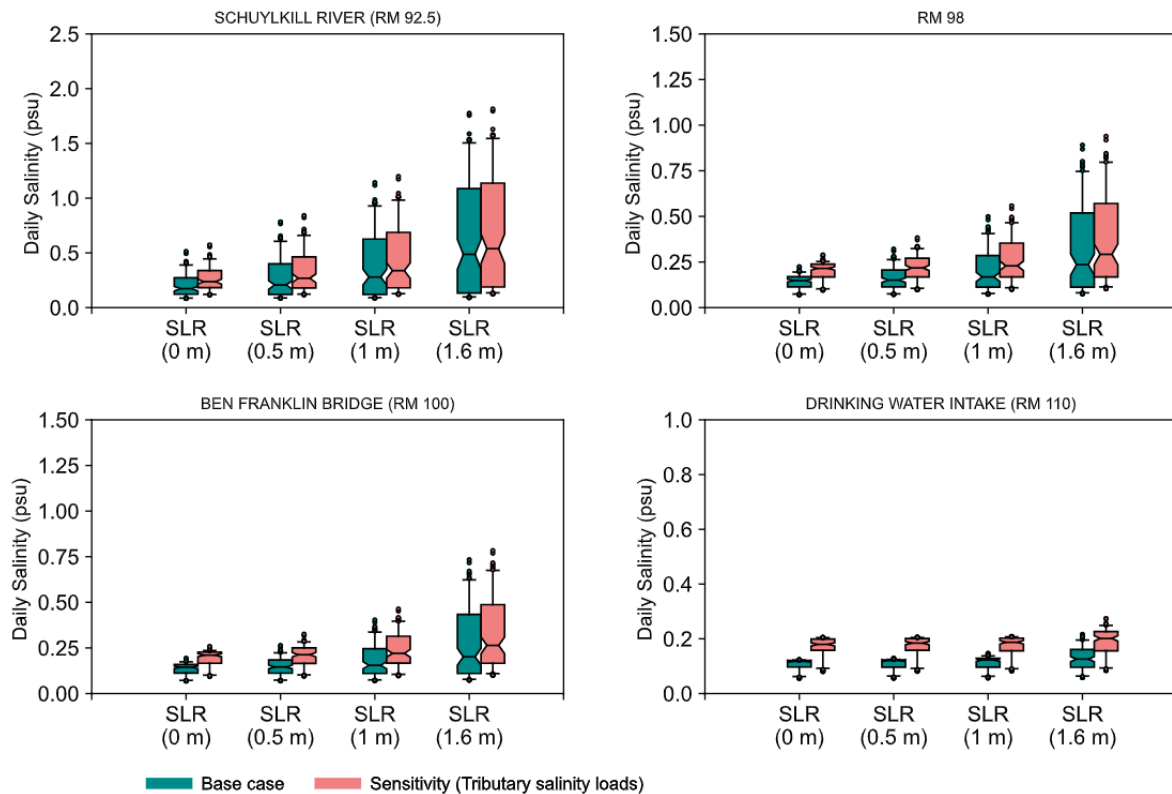 SCHUYLKILL RIVER (RM 92.5)
Daily Salinity (psu)
2.5
2.0
1.5
1.0
0.5
0.0
SLR (0 m)
SLR (0.5 m)
SLR (1 m)
SLR (1.6 m)
RM 98
Daily Salinity (psu)
1.50
1.25
1.00
0.75
0.50
0.25
0.00
SLR (0 m)
SLR (0.5 m)
SLR (1 m)
SLR (1.6 m)
BEN FRANKLIN BRIDGE (RM 100)
Daily Salinity (psu)
1.50
1.25
1.00
0.75
0.50
0.25
0.00
SLR (0 m)
SLR (0.5 m)
SLR (1 m)
SLR (1.6 m)
DRINKING WATER INTAKE (RM 110)
Daily Salinity (psu)
1.0
0.8
0.6
0.4
0.2
0.0
SLR (0 m)
SLR (0.5 m)
SLR (1 m)
SLR (1.6 m)
Base case
Sensitivity (Tributary salinity loads)